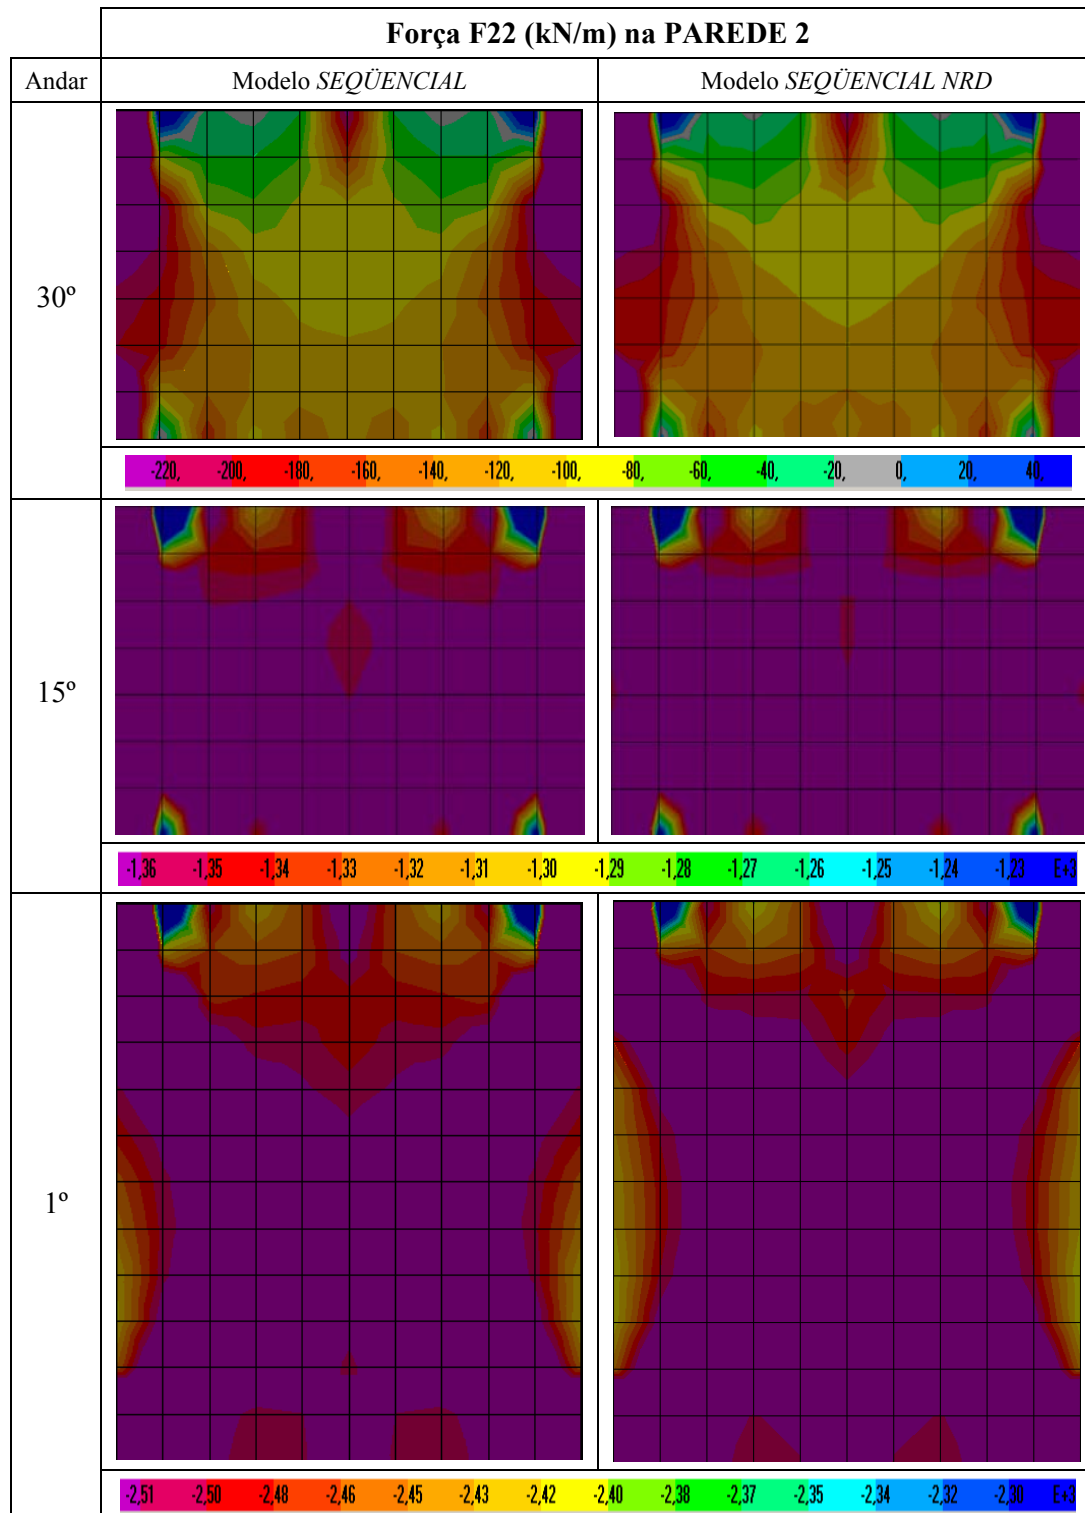 Força F22 (kN/m) na PAREDE 2
Andar Modelo SEQÜENCIAL Modelo SEQÜENCIAL NRD
30º
-220, -200, -180, -160, -140, -120, -100, -80, -60, -40, -20, 0, 20, 40,
15º
-1,36 -1,35 -1,34 -1,33 -1,32 -1,31 -1,30 -1,29 -1,28 -1,27 -1,26 -1,25 -1,24 -1,23 E+3
1º
-2,51 -2,50 -2,48 -2,46 -2,45 -2,43 -2,42 -2,40 -2,38 -2,37 -2,35 -2,34 -2,32 -2,30 E+3